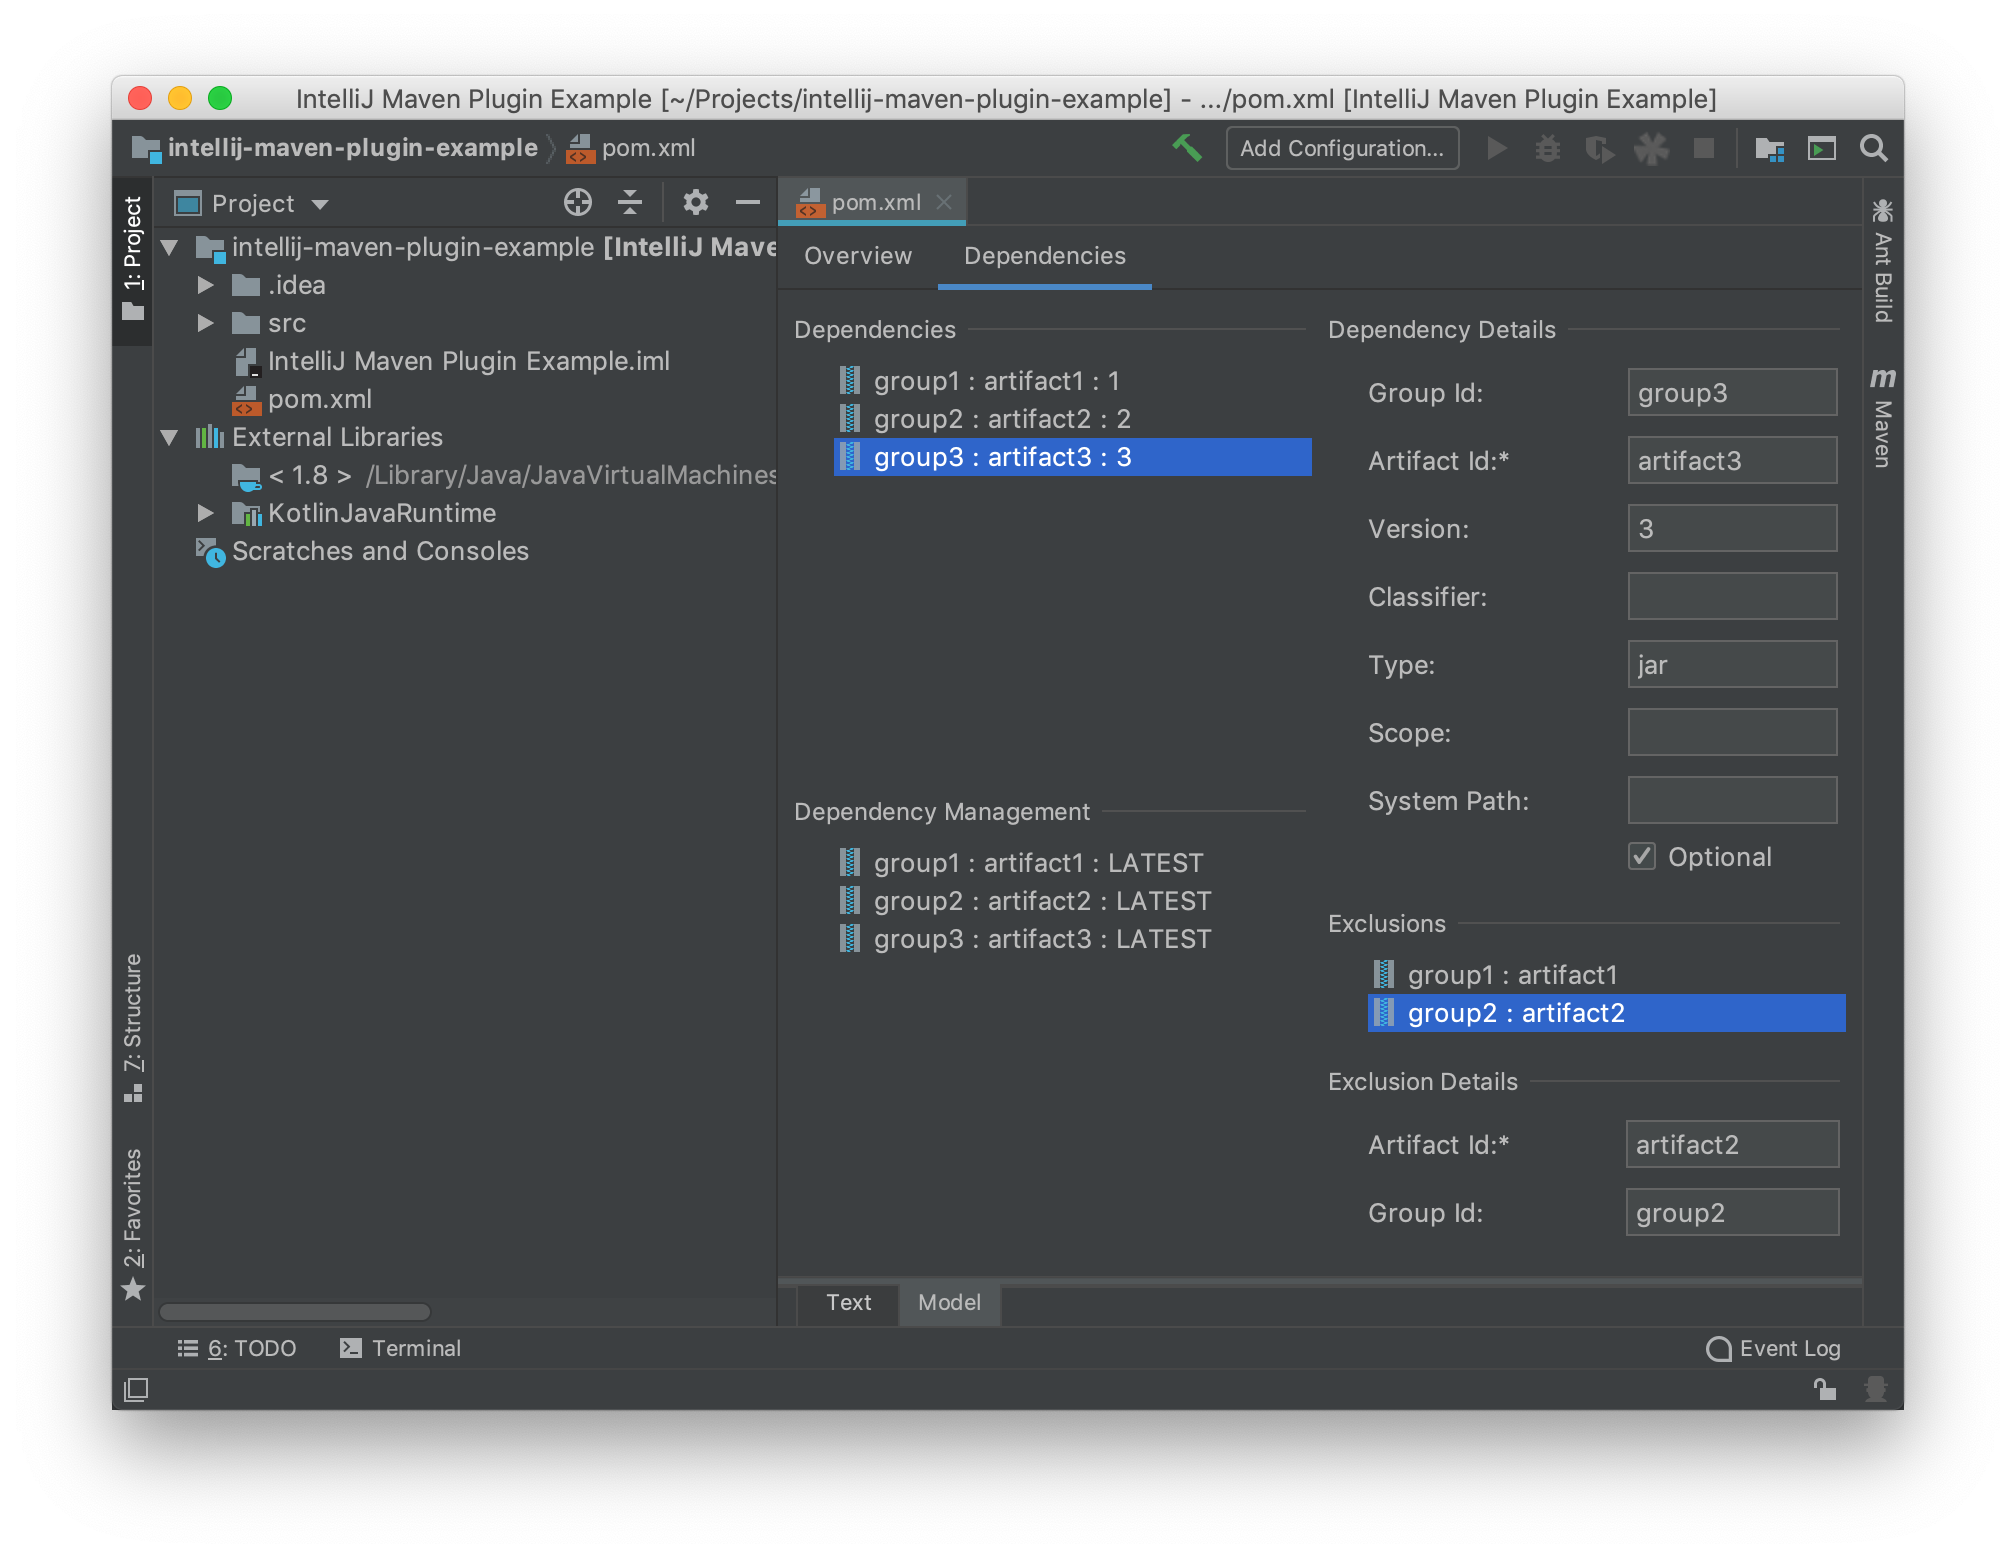 IntelliJ Maven Plugin Example [~/Projects/intellij-maven-plugin-example] - .../pom.xml [IntelliJ Maven Plugin Example]
intellij-maven-plugin-example pom.xml
Add Configuration...
1: Project
7: Structure
2: Favorites
Project
intellij-maven-plugin-example [IntelliJ Mave
.idea
src
IntelliJ Maven Plugin Example.iml
pom.xml
External Libraries
< 1.8 > /Library/Java/JavaVirtualMachines
KotlinJavaRuntime
Scratches and Consoles
pom.xml
Overview Dependencies
Dependencies
group1 : artifact1 : 1
group2 : artifact2 : 2
group3 : artifact3 : 3
Dependency Management
group1 : artifact1 : LATEST
group2 : artifact2 : LATEST
group3 : artifact3 : LATEST
Dependency Details
Group Id: group3
Artifact Id:* artifact3
Version: 3
Classifier:
Type: jar
Scope:
System Path:
Optional
Exclusions
group1 : artifact1
group2 : artifact2
Exclusion Details
Artifact Id:* artifact2
Group Id: group2
Text Model
Ant Build
m Maven
6: TODO Terminal Event Log